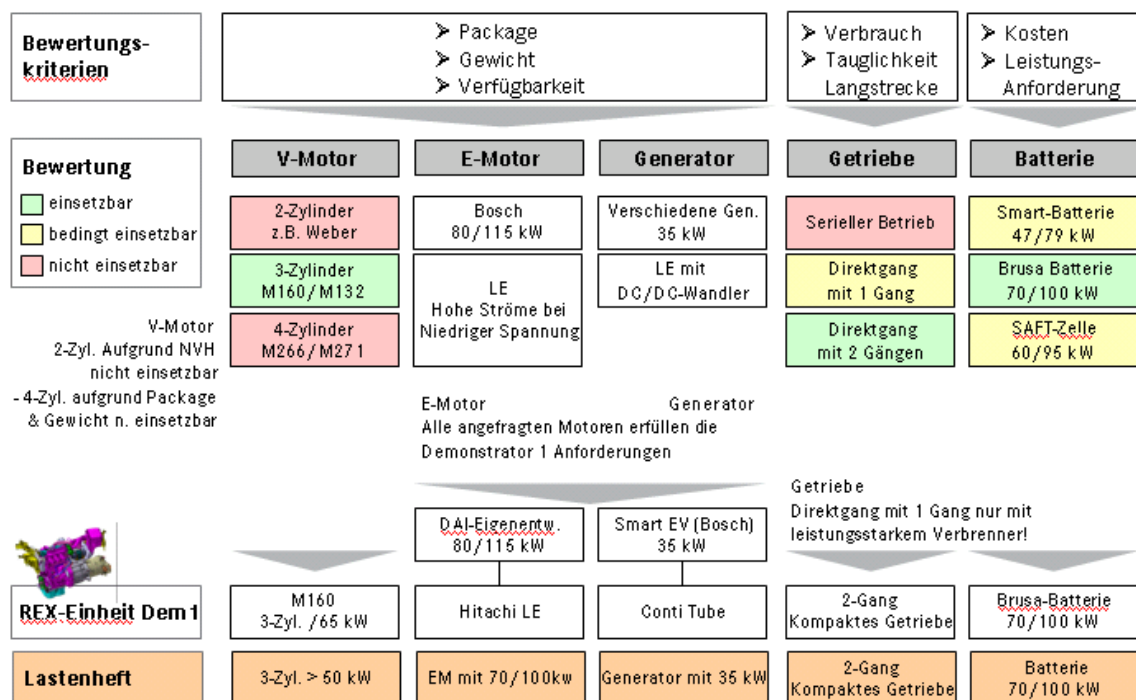 Bewertungs-
kriterien
➢ Package
➢ Gewicht
➢ Verfügbarkeit
➢ Verbrauch
➢ Tauglichkeit
Langstrecke
➢ Kosten
➢ Leistungs-
Anforderung
Bewertung
einsetzbar
bedingt einsetzbar
nicht einsetzbar
V-Motor
E-Motor
Generator
Getriebe
Batterie
2-Zylinder
z.B. Weber
Bosch
80/115 kW
Verschiedene Gen.
35 kW
Serieller Betrieb
Smart-Batterie
47/79 kW
3-Zylinder
M160/M132
LE
Hohe Ströme bei
Niedriger Spannung
LE mit
DC/DC-Wandler
Direktgang
mit 1 Gang
Brusa Batterie
70/100 kW
4-Zylinder
M266/M271
Direktgang
mit 2 Gängen
SAFT-Zelle
60/95 kW
V-Motor
2-Zyl. Aufgrund NVH
nicht einsetzbar
- 4-Zyl. aufgrund Package
& Gewicht n. einsetzbar
E-Motor Generator
Alle angefragten Motoren erfüllen die
Demonstrator 1 Anforderungen
Getriebe
Direktgang mit 1 Gang nur mit
leistungsstarkem Verbrenner!
DAI-Eigenentw.
80/115 kW
Smart EV (Bosch)
35 kW
REX-Einheit Dem1
M160
3-Zyl. /65 kW
Hitachi LE
Conti Tube
2-Gang
Kompaktes Getriebe
Brusa-Batterie
70/100 kW
Lastenheft
3-Zyl. > 50 kW
EM mit 70/100kw
Generator mit 35 kW
2-Gang
Kompaktes Getriebe
Batterie
70/100 kW